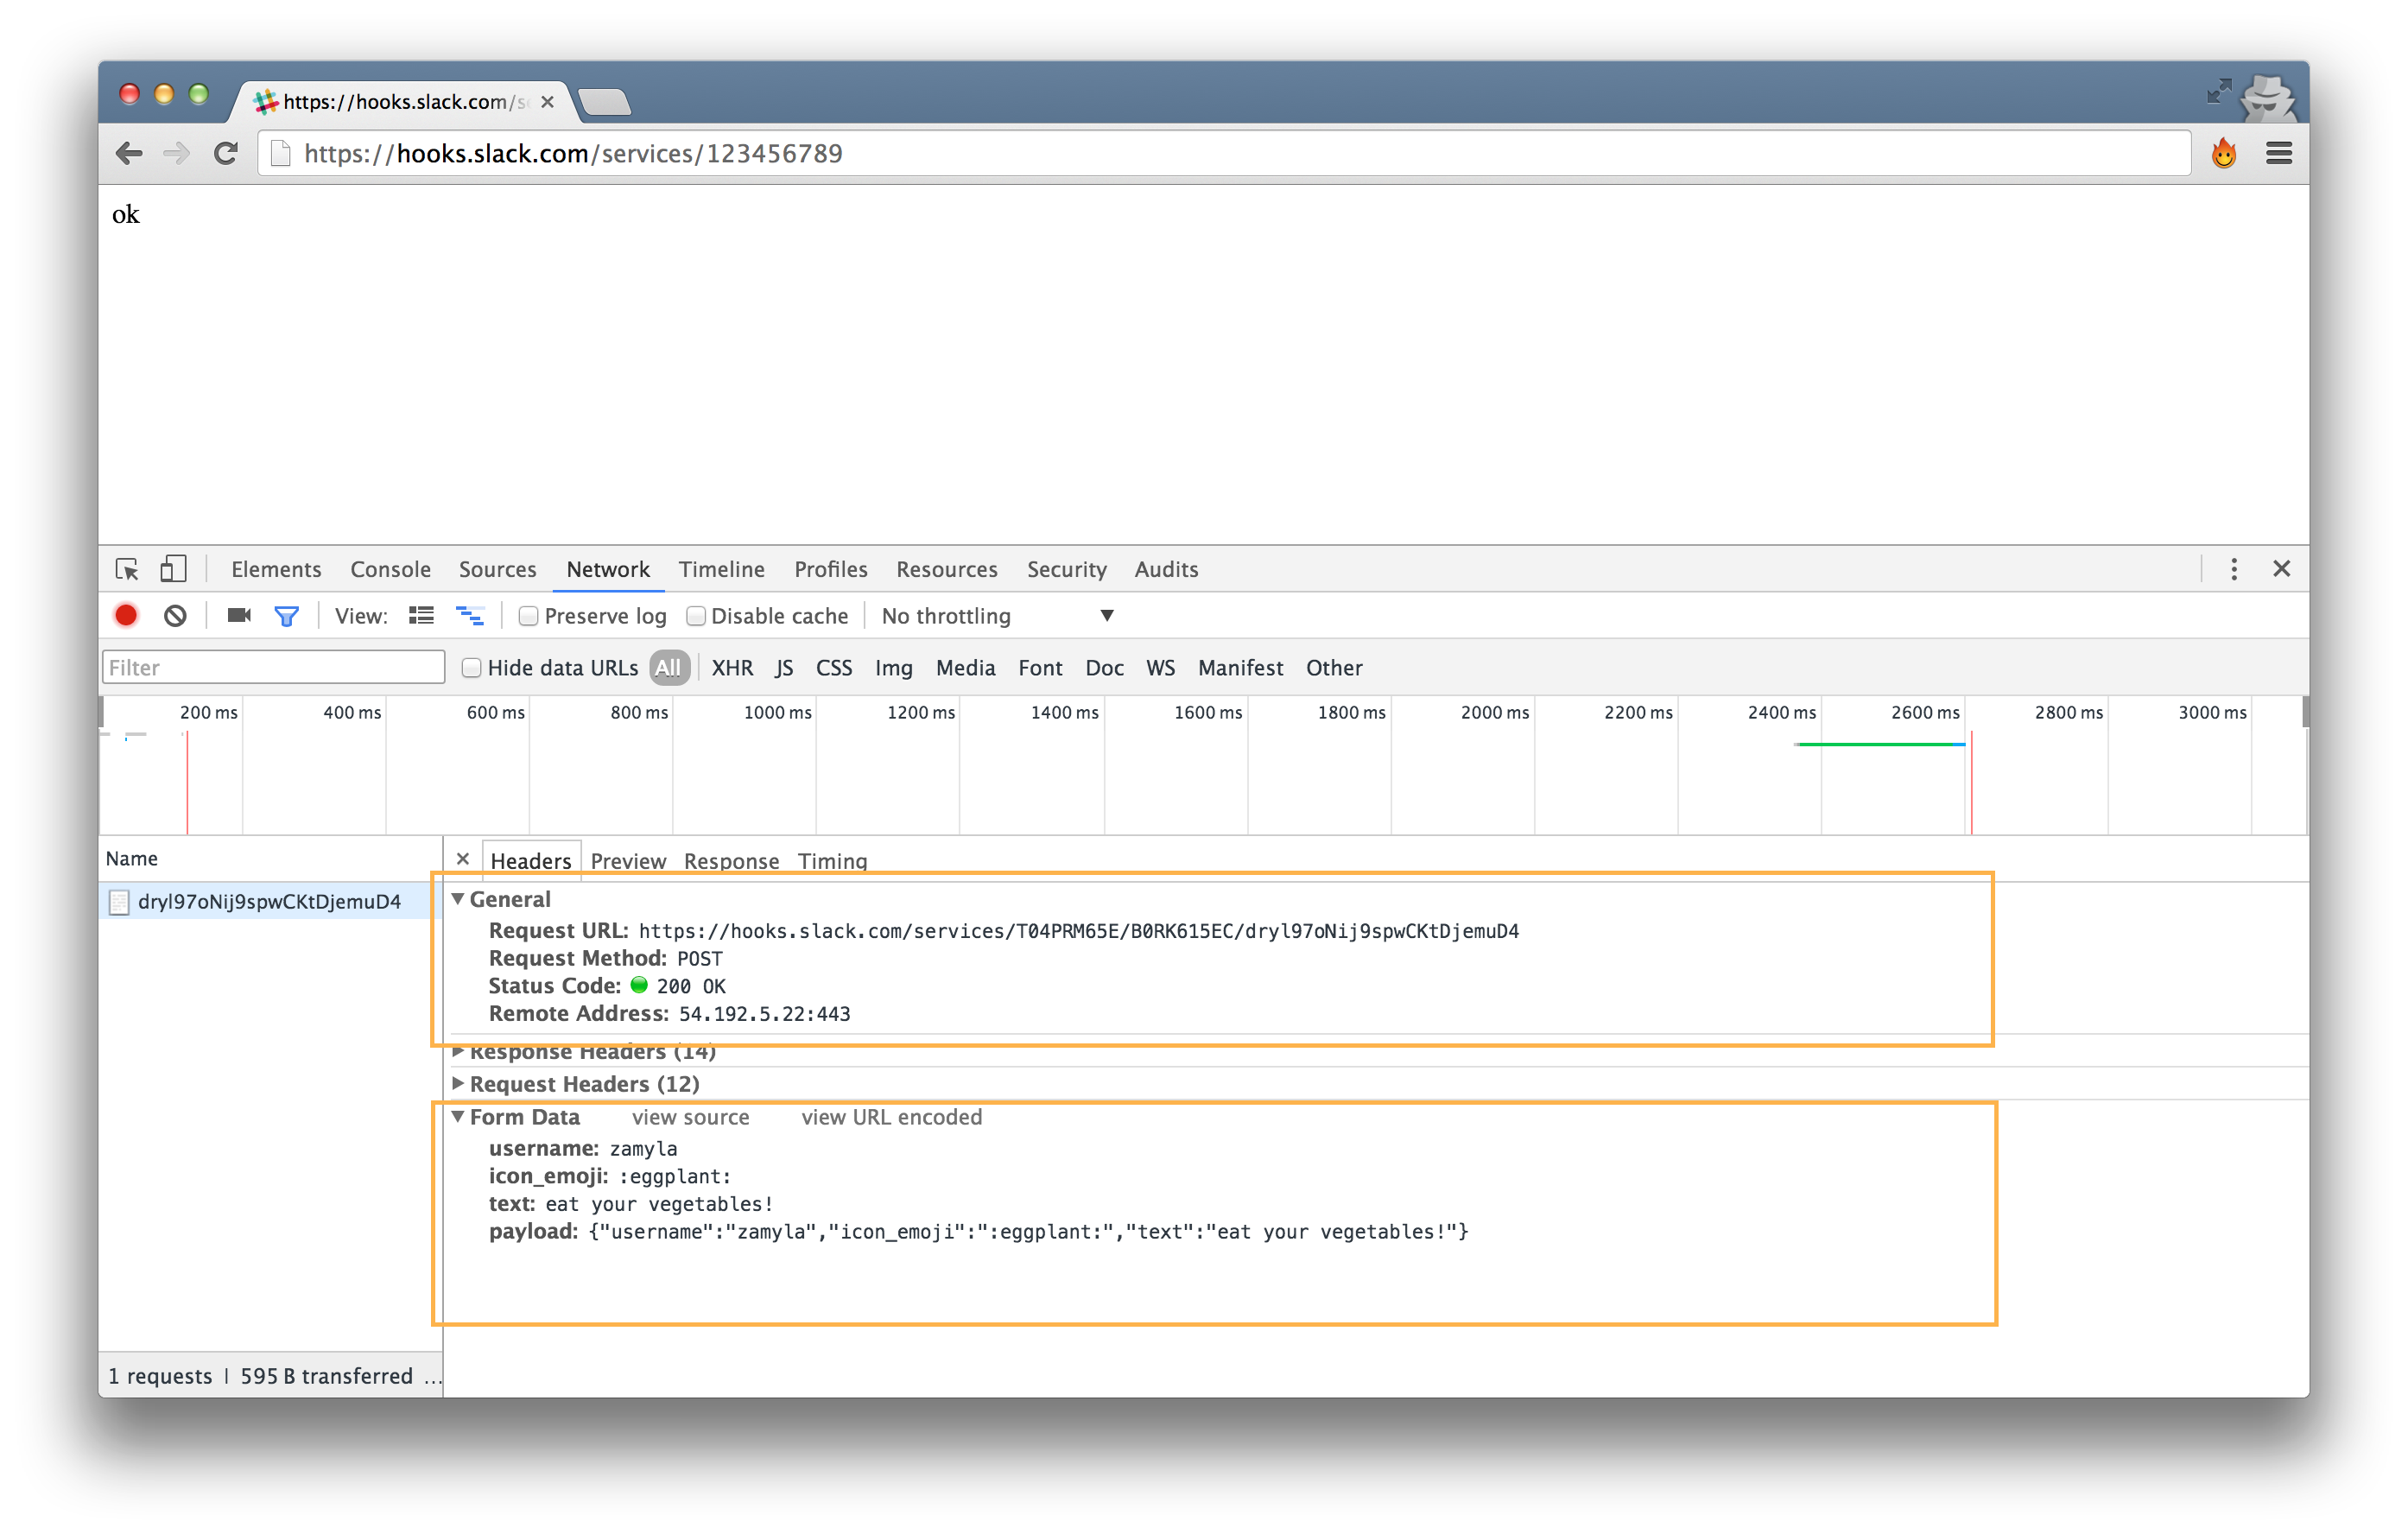 https://hooks.slack.com/se
https://hooks.slack.com/services/123456789
ok
Elements Console Sources Network Timeline Profiles Resources Security Audits
View: Preserve log Disable cache No throttling
Filter Hide data URLs All XHR JS CSS Img Media Font Doc WS Manifest Other
200 ms 400 ms 600 ms 800 ms 1000 ms 1200 ms 1400 ms 1600 ms 1800 ms 2000 ms 2200 ms 2400 ms 2600 ms 2800 ms 3000 ms
Name
Headers Preview Response Timing
dryl97oNij9spwCKtDjemuD4
General
Request URL: https://hooks.slack.com/services/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
Request Method: POST
Status Code: 200 OK
Remote Address: 54.192.5.22:443
Response Headers (14)
Request Headers (12)
Form Data view source view URL encoded
username: zamyla
icon_emoji: :eggplant:
text: eat your vegetables!
payload: {"username":"zamyla","icon_emoji":":eggplant:","text":"eat your vegetables!"}
1 requests | 595 B transferred ...